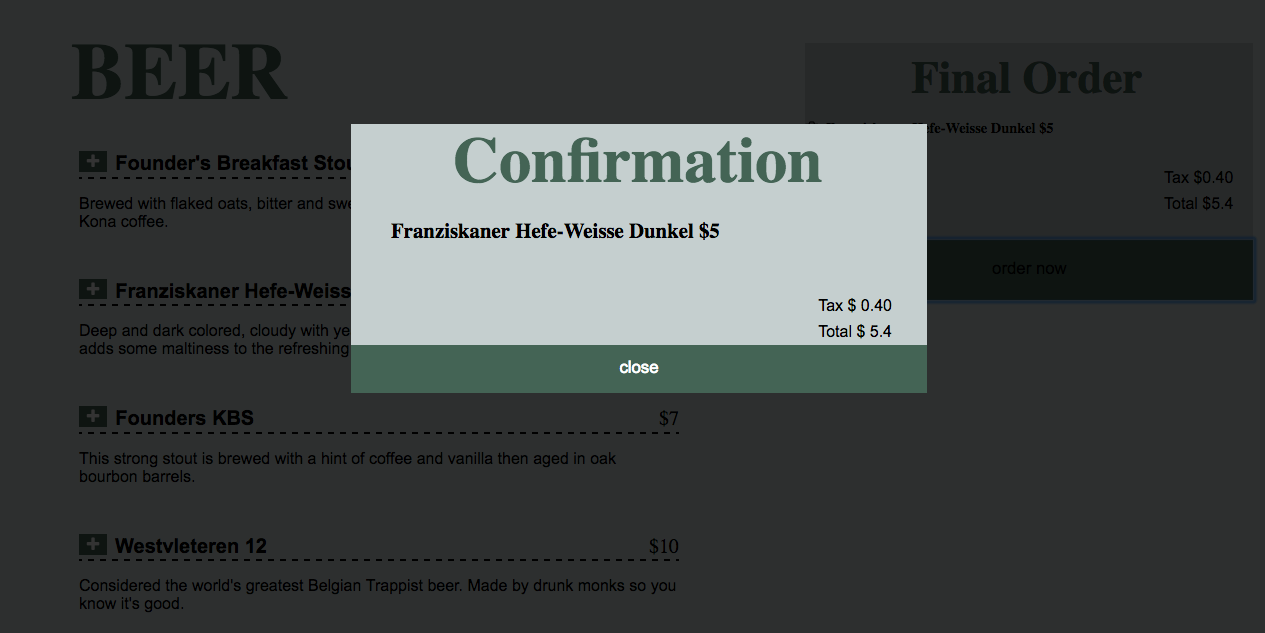 BEER
Founder's Breakfast Stou
Brewed with flaked oats, bitter and swe
Kona coffee.
Franziskaner Hefe-Weiss
Deep and dark colored, cloudy with ye
adds some maltiness to the refreshing
Founders KBS $7
This strong stout is brewed with a hint of coffee and vanilla then aged in oak
bourbon barrels.
Westvleteren 12 $10
Considered the world's greatest Belgian Trappist beer. Made by drunk monks so you
know it's good.
Confirmation
Franziskaner Hefe-Weisse Dunkel $5
Tax $ 0.40
Total $ 5.4
close
Final Order
efe-Weisse Dunkel $5
Tax $0.40
Total $5.4
order now